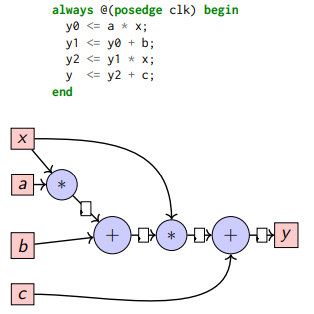 always @(posedge clk) begin
y0 <= a * x;
y1 <= y0 + b;
y2 <= y1 * x;
y  <= y2 + c;
end
x
a
*
b
+
*
+
y
c